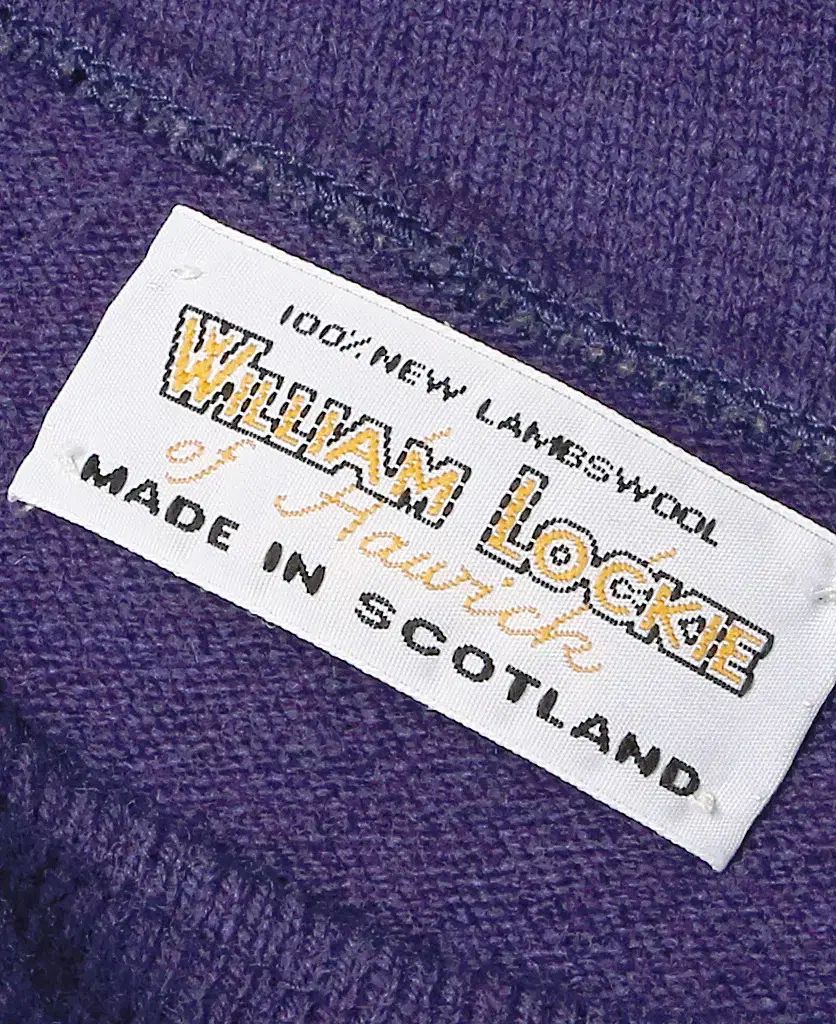 100% NEW LAMBSWOOL
WILLIAM LOCKIE
of Hawick
MADE IN SCOTLAND